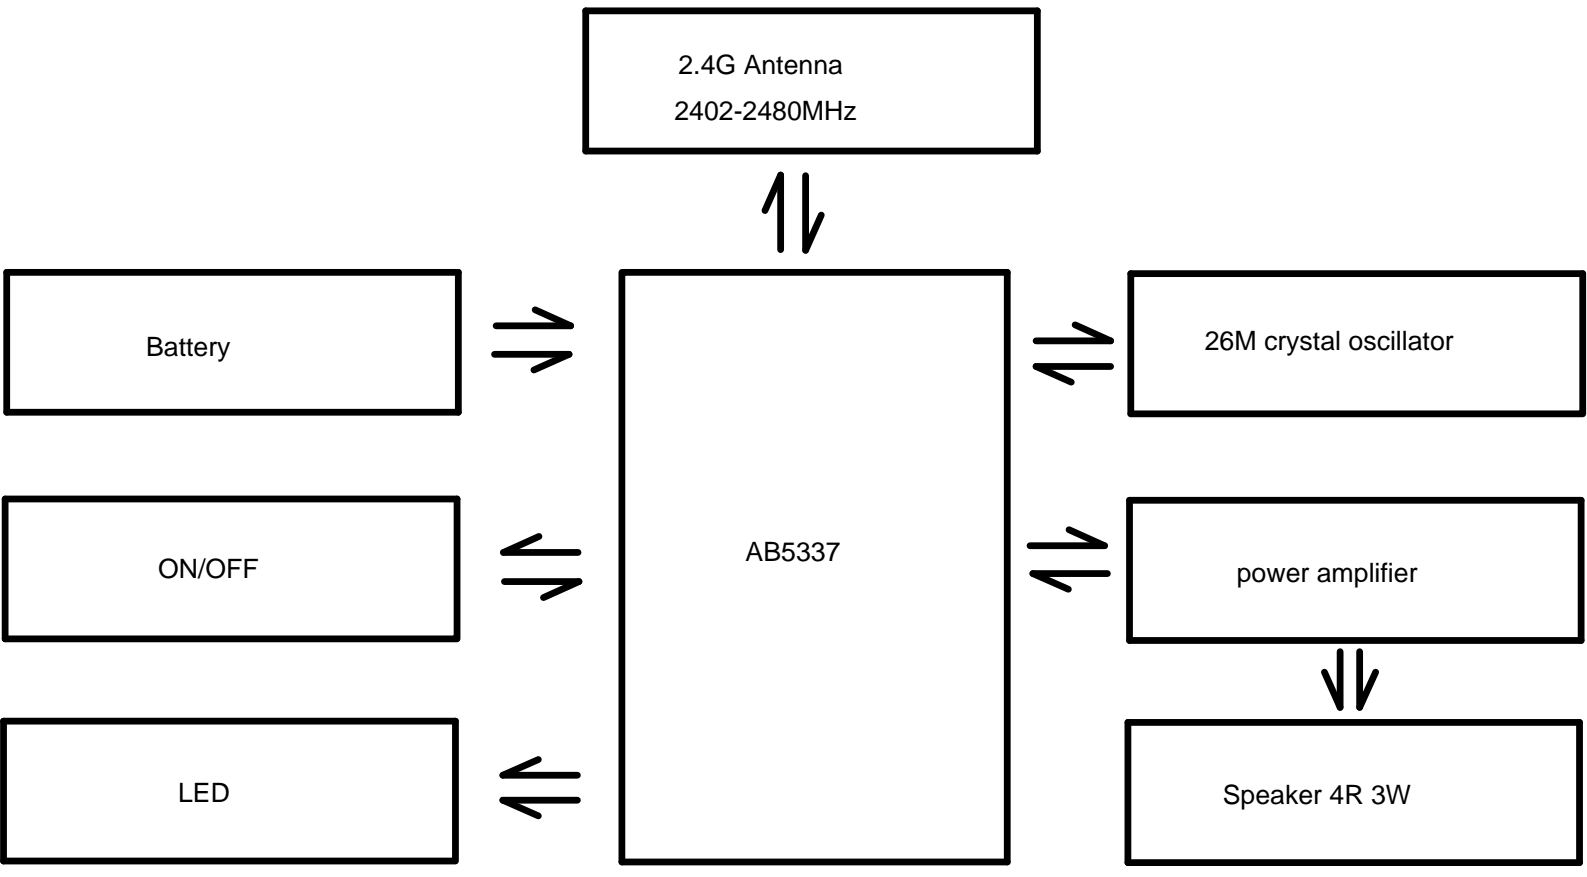 2.4G Antenna
2402-2480MHz
Battery
26M crystal oscillator
ON/OFF
AB5337
power amplifier
LED
Speaker 4R 3W